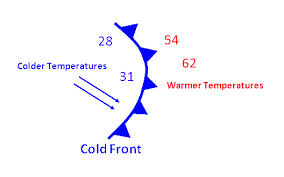 28
54
62
Colder Temperatures
31
Warmer Temperatures
Cold Front